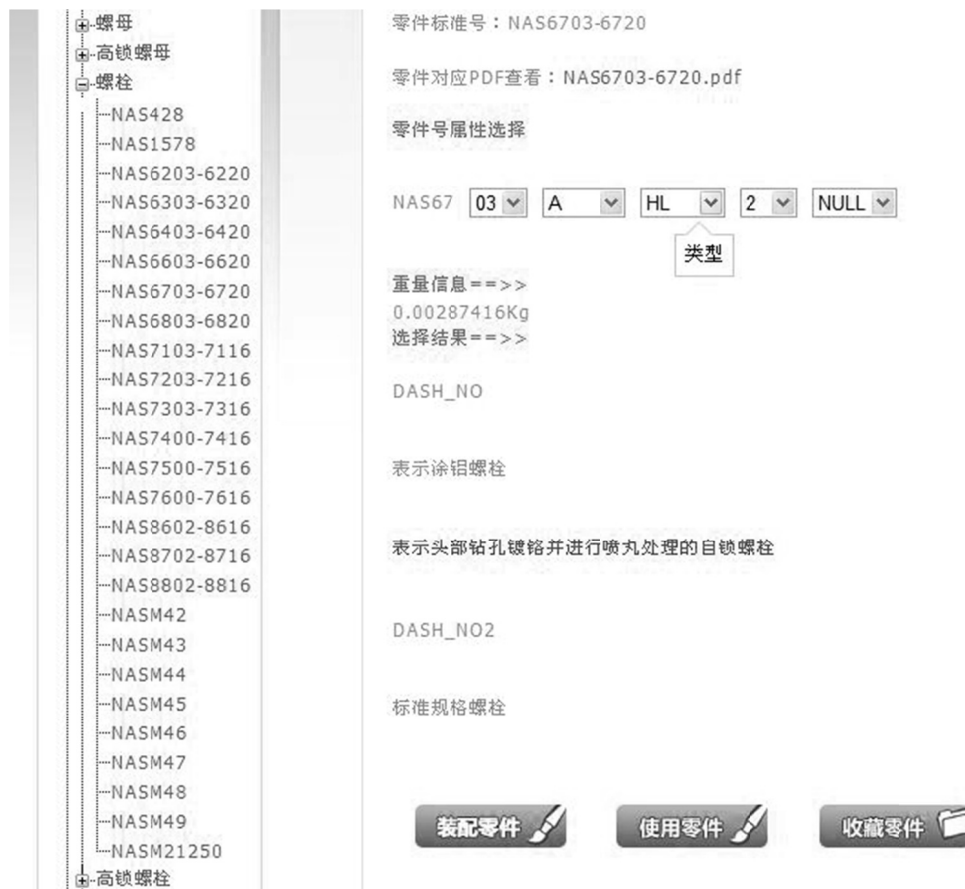 螺母
高锁螺母
螺栓
NAS428
NAS1578
NAS6203-6220
NAS6303-6320
NAS6403-6420
NAS6603-6620
NAS6703-6720
NAS6803-6820
NAS7103-7116
NAS7203-7216
NAS7303-7316
NAS7400-7416
NAS7500-7516
NAS7600-7616
NAS8602-8616
NAS8702-8716
NAS8802-8816
NASM42
NASM43
NASM44
NASM45
NASM46
NASM47
NASM48
NASM49
NASM21250
高锁螺栓
零件标准号：NAS6703-6720
零件对应PDF查看：NAS6703-6720.pdf
零件号属性选择
NAS67 03 A HL 2 NULL
类型
重量信息==>>
0.00287416Kg
选择结果==>>
DASH_NO
表示涂铝螺栓
表示头部钻孔镀铬并进行喷丸处理的自锁螺栓
DASH_NO2
标准规格螺栓
装配零件 使用零件 收藏零件